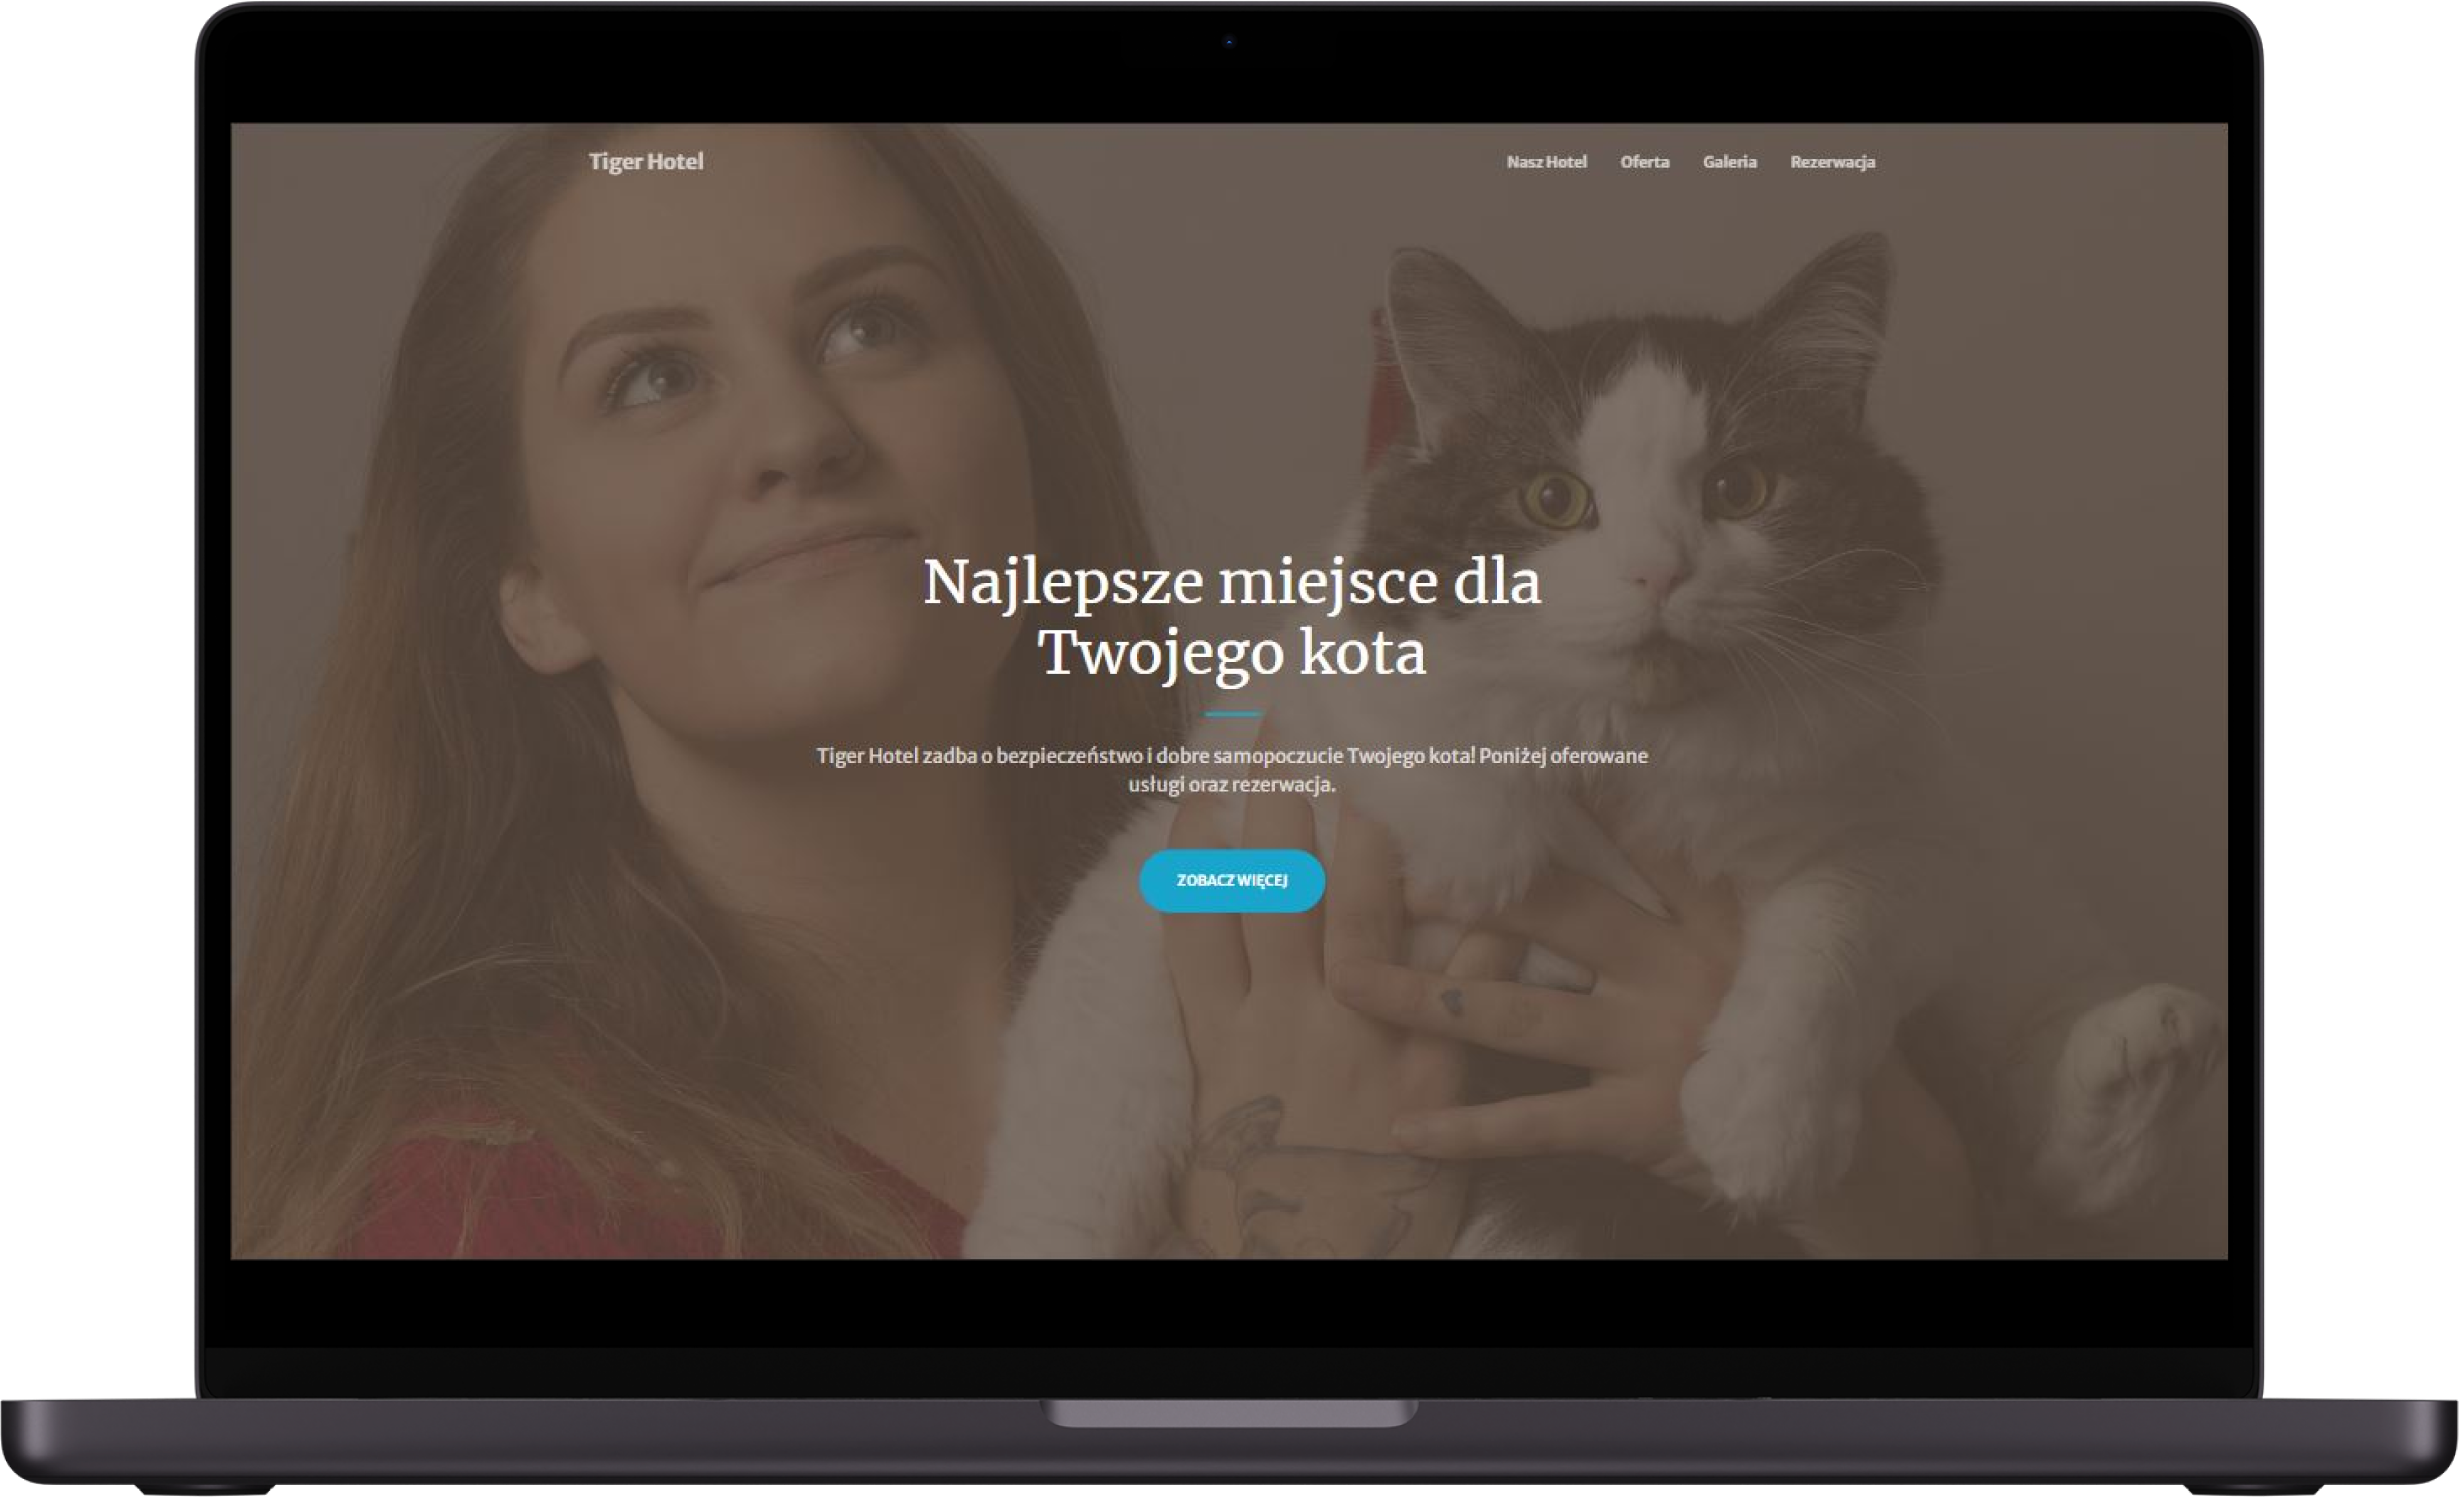 Tiger Hotel
Nasz Hotel Oferta Galeria Rezerwacja
Najlepsze miejsce dla
Twojego kota
Tiger Hotel zadba o bezpieczeństwo i dobre samopoczucie Twojego kota! Poniżej oferowane
usługi oraz rezerwacja.
ZOBACZ WIĘCEJ